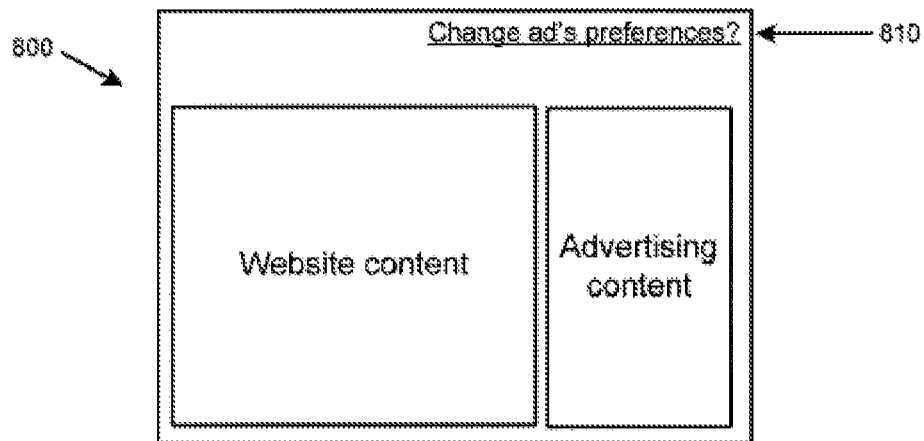 Change ad's preferences?
800
810
Website content
Advertising
content